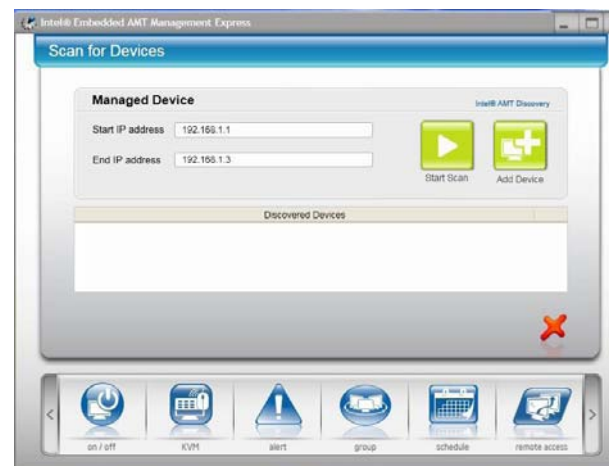 Intel® Embedded AMT Management Express
Scan for Devices
Managed Device
Intel® AMT Discovery
Start IP address 192.168.1.1
End IP address 192.168.1.3
Start Scan Add Device
Discovered Devices
< >
on / off KVM alert group schedule remote access